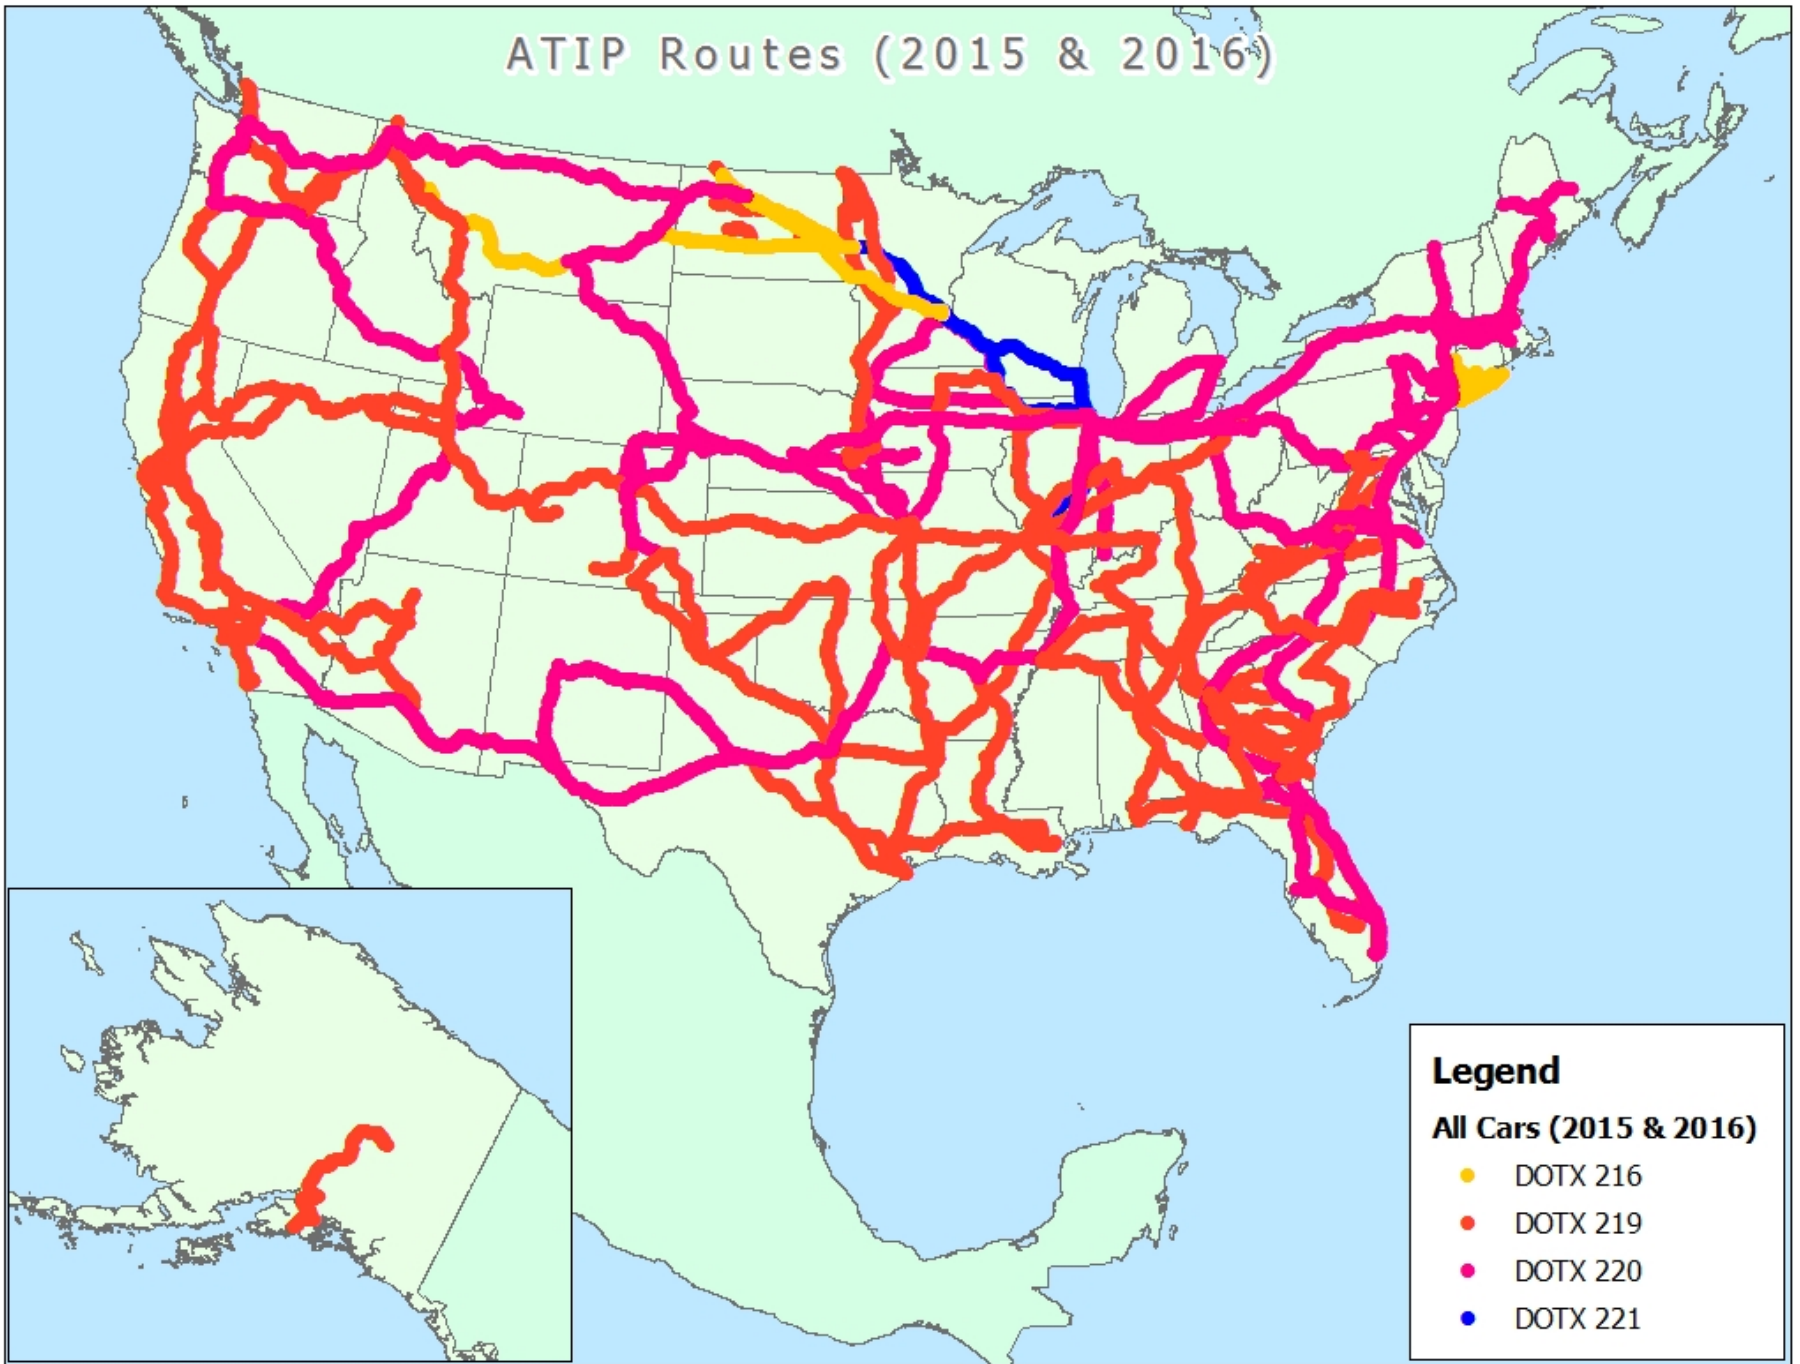 ATIP Routes (2015 & 2016)
Legend
All Cars (2015 & 2016)
DOTX 216
DOTX 219
DOTX 220
DOTX 221